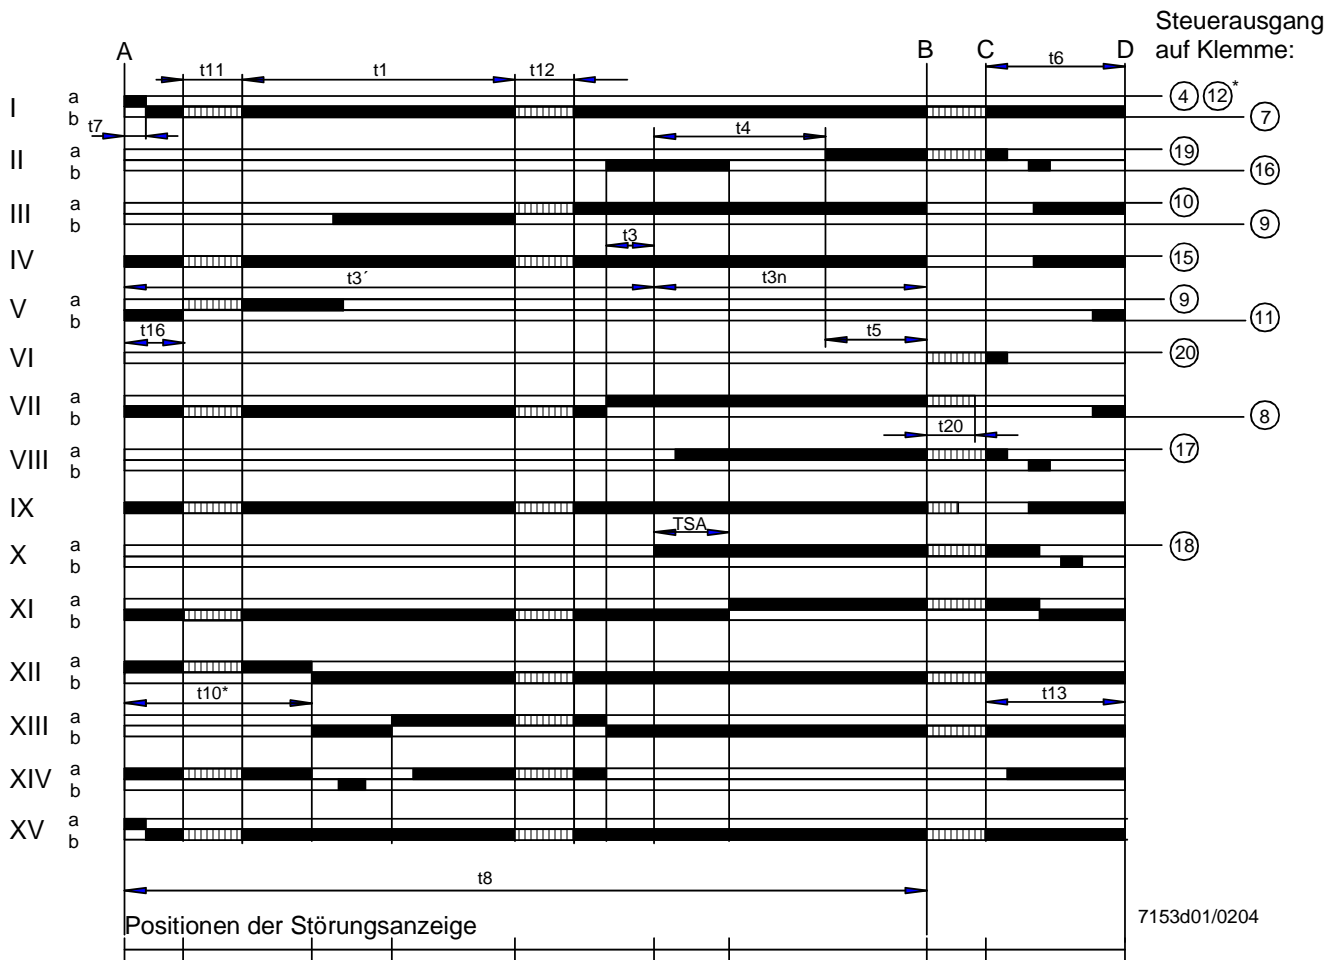 Steuerausgang
auf Klemme:
A B C D
t11 t1 t12 t6
I a b 4 12* 7
t7 t4
II a b 19 16
III a b 10 9
t3
IV 15
t3´ t3n
V a b 9 11
t16 t5
VI 20
VII a b 8
t20
VIII a b 17
IX
TSA
X a b 18
XI a b
XII a b
t10* t13
XIII a b
XIV a b
XV a b
t8
Positionen der Störungsanzeige
7153d01/0204